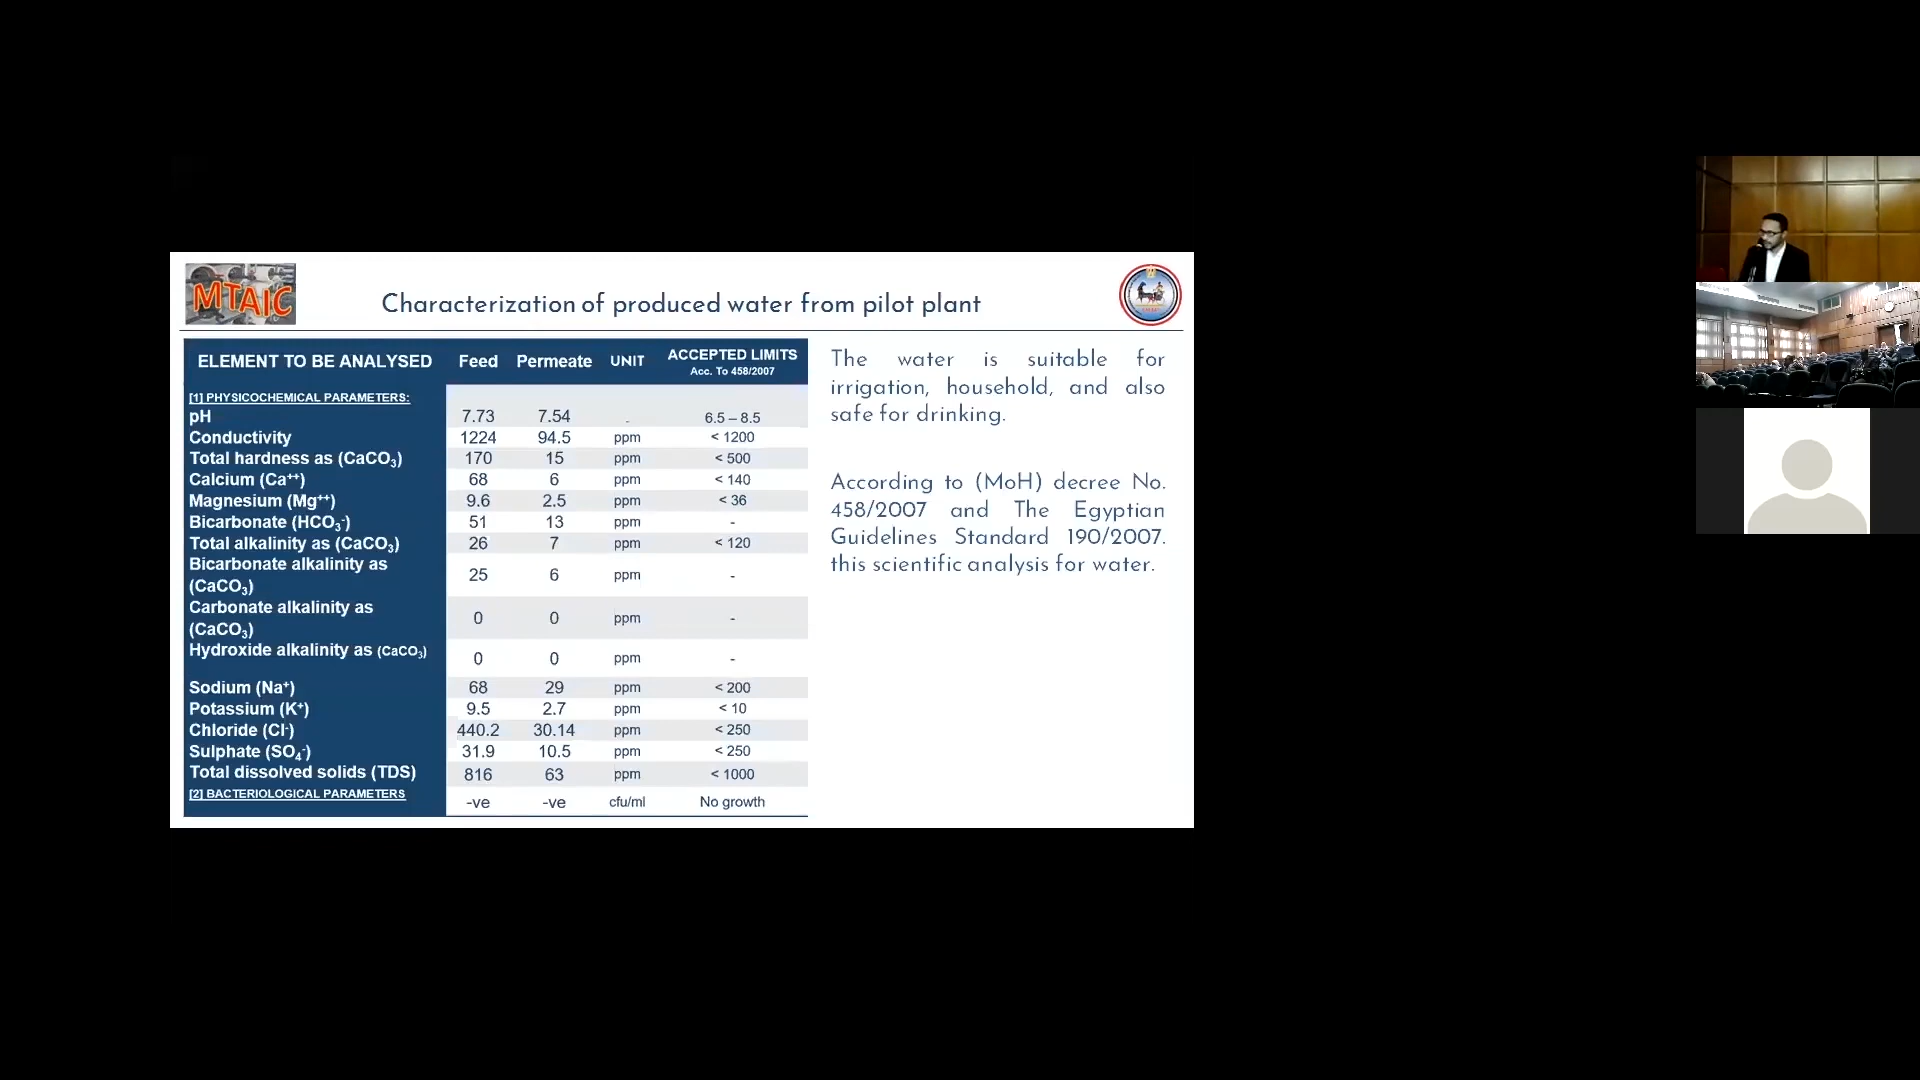 MTAIC
Characterization of produced water from pilot plant
ELEMENT TO BE ANALYSED Feed Permeate UNIT ACCEPTED LIMITS Acc. To 458/2007
[1] PHYSICOCHEMICAL PARAMETERS:
pH 7.73 7.54 - 6.5 – 8.5
Conductivity 1224 94.5 ppm < 1200
Total hardness as (CaCO₃) 170 15 ppm < 500
Calcium (Ca⁺⁺) 68 6 ppm < 140
Magnesium (Mg⁺⁺) 9.6 2.5 ppm < 36
Bicarbonate (HCO₃⁻) 51 13 ppm -
Total alkalinity as (CaCO₃) 26 7 ppm < 120
Bicarbonate alkalinity as
(CaCO₃) 25 6 ppm -
Carbonate alkalinity as
(CaCO₃) 0 0 ppm -
Hydroxide alkalinity as (CaCO₃) 0 0 ppm -
Sodium (Na⁺) 68 29 ppm < 200
Potassium (K⁺) 9.5 2.7 ppm < 10
Chloride (Cl⁻) 440.2 30.14 ppm < 250
Sulphate (SO₄⁻) 31.9 10.5 ppm < 250
Total dissolved solids (TDS) 816 63 ppm < 1000
[2] BACTERIOLOGICAL PARAMETERS -ve -ve cfu/ml No growth
The water is suitable for
irrigation, household, and also
safe for drinking.
According to (MoH) decree No.
458/2007 and The Egyptian
Guidelines Standard 190/2007.
this scientific analysis for water.